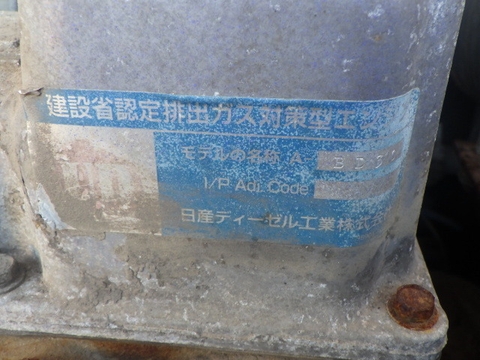 建設省認定排出ガス対策型エ
モデルの名称 A
I/P Adj Code
日産ディーゼル工業株式